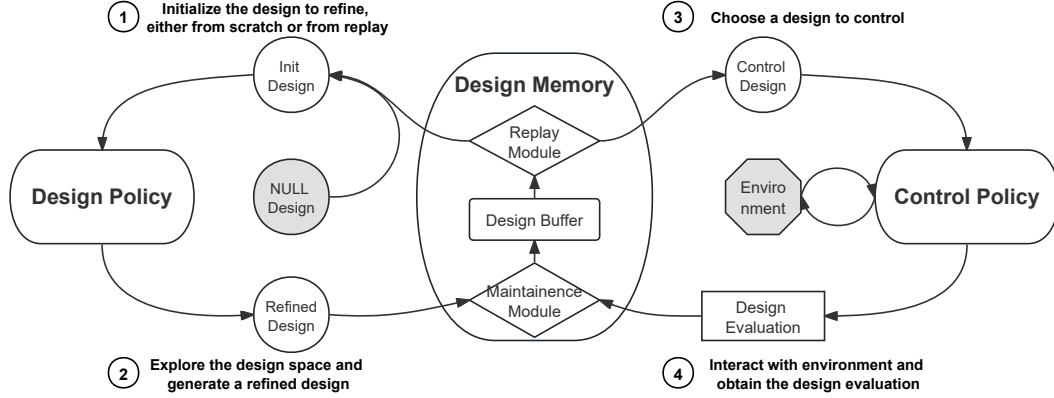 1
Initialize the design to refine,
either from scratch or from replay
3
Choose a design to control
Init
Design
Design Memory
Control
Design
Replay
Module
Design Policy
NULL
Design
Design Buffer
Enviro
nment
Control Policy
Maintainence
Module
Refined
Design
Design
Evaluation
2
Explore the design space and
generate a refined design
4
Interact with environment and
obtain the design evaluation